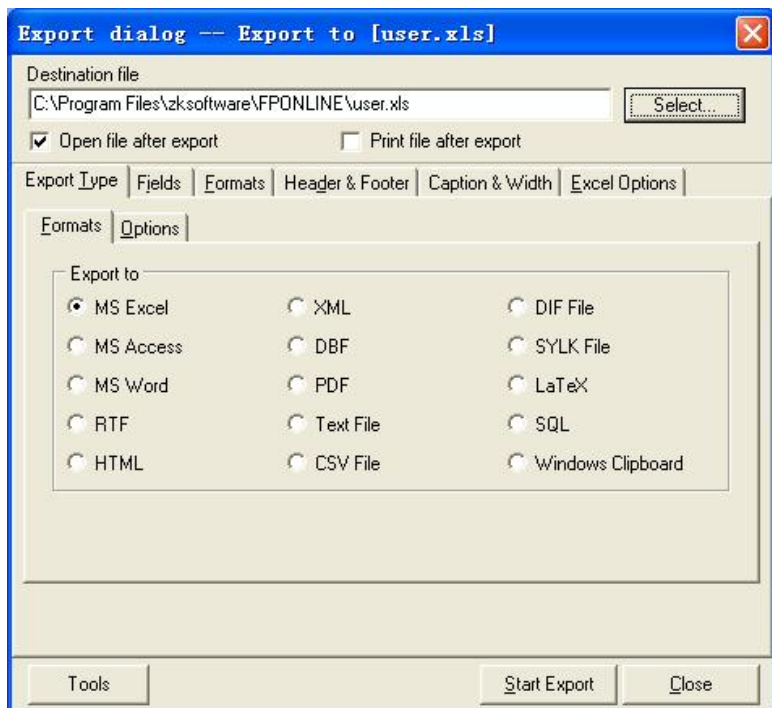 Export dialog -- Export to [user.xls]
Destination file
C:\Program Files\zksoftware\FPONLINE\user.xls
Select...
Open file after export Print file after export
Export Type Fields Formats Header & Footer Caption & Width Excel Options
Formats Options
Export to
MS Excel XML DIF File
MS Access DBF SYLK File
MS Word PDF LaTeX
RTF Text File SQL
HTML CSV File Windows Clipboard
Tools Start Export Close